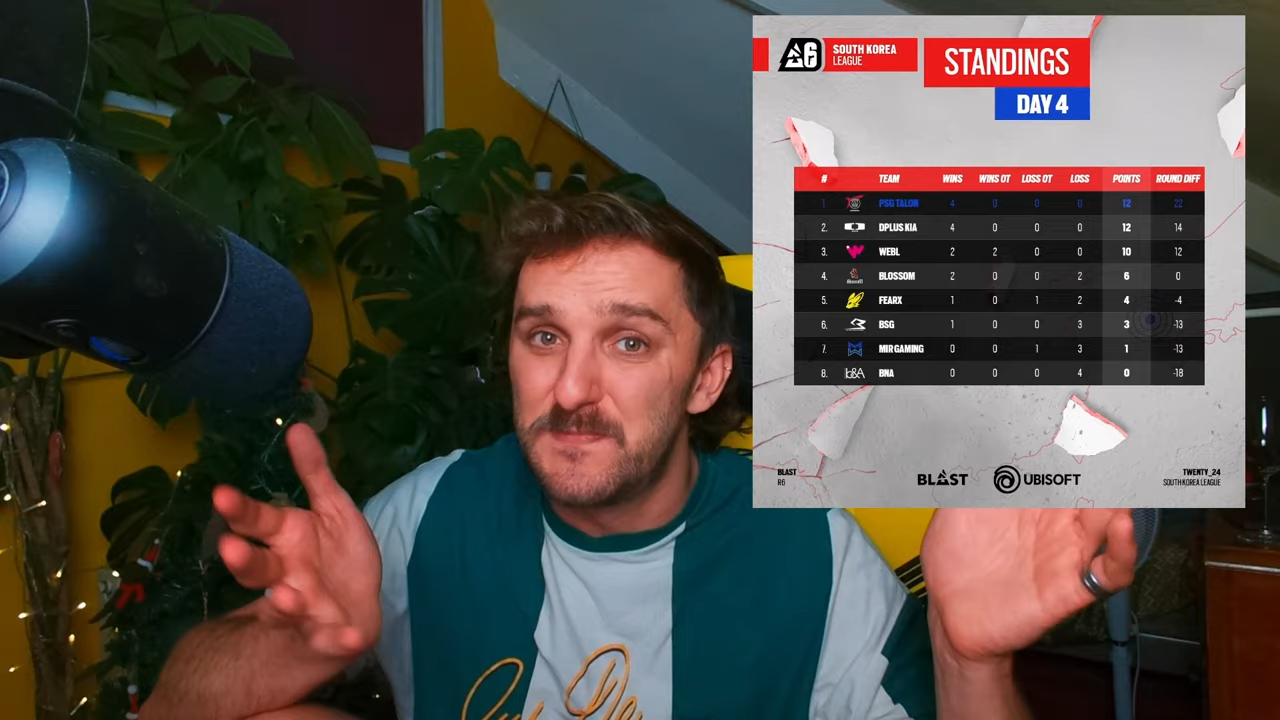 SOUTH KOREA
LEAGUE
STANDINGS
DAY 4
# TEAM WINS WINS OT LOSS OT LOSS POINTS ROUND DIFF
1 PSG TALON 4 0 0 0 12 22
2. DPLUS KIA 4 0 0 0 12 14
3. WEBL 2 2 0 0 10 12
4. BLOSSOM 2 0 0 2 6 0
5. FEARX 1 0 1 2 4 -4
6. BSG 1 0 0 3 3 -13
7. MIR GAMING 0 0 1 3 1 -13
8. BNA 0 0 0 4 0 -18
BLAST
R6
BLAST UBISOFT
TWENTY_24
SOUTH KOREA LEAGUE